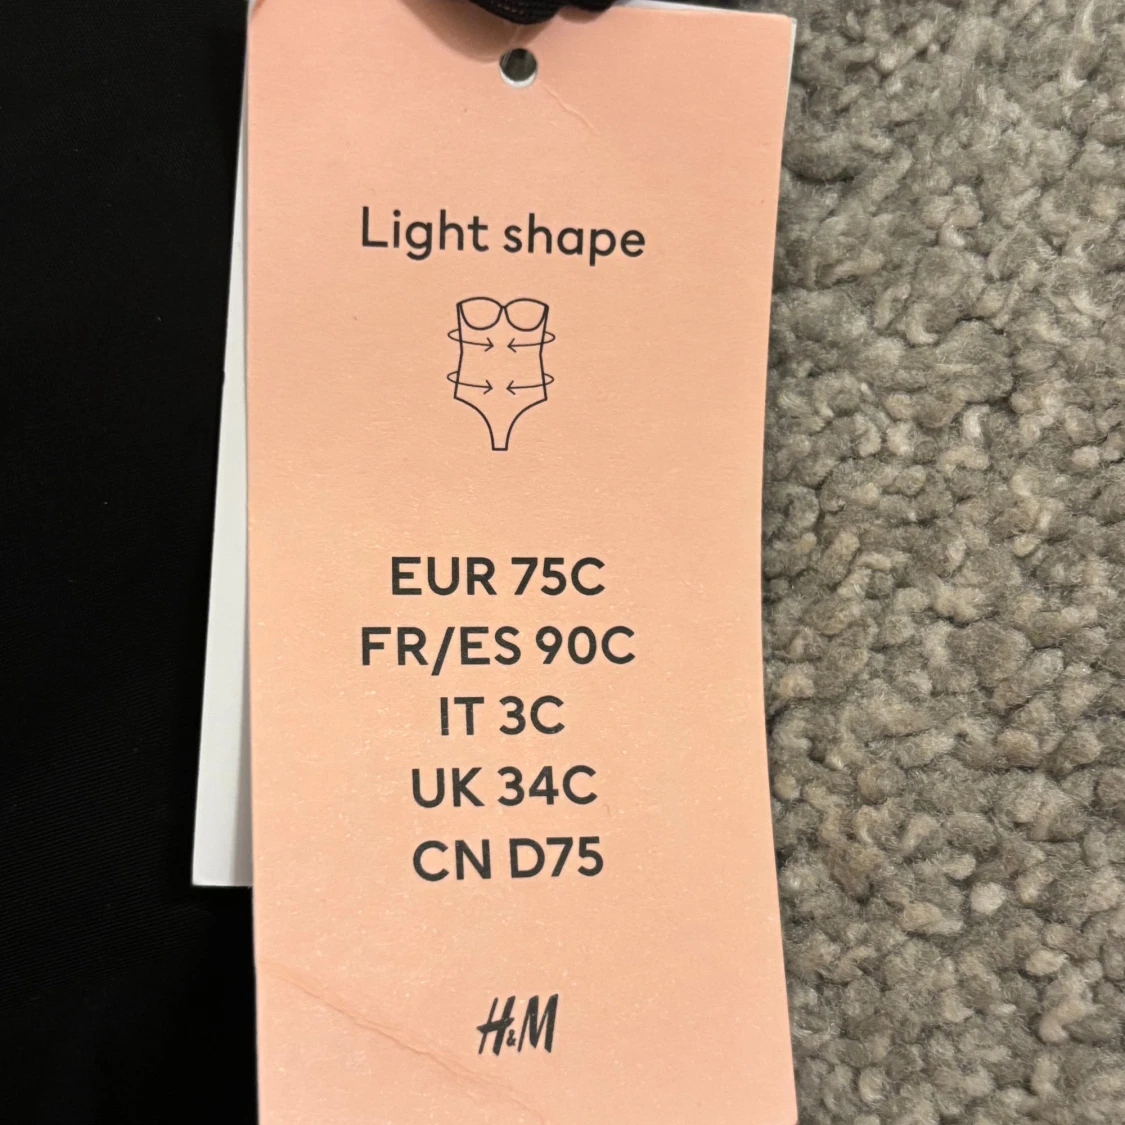 Light shape
EUR 75C
FR/ES 90C
IT 3C
UK 34C
CN D75
H&M